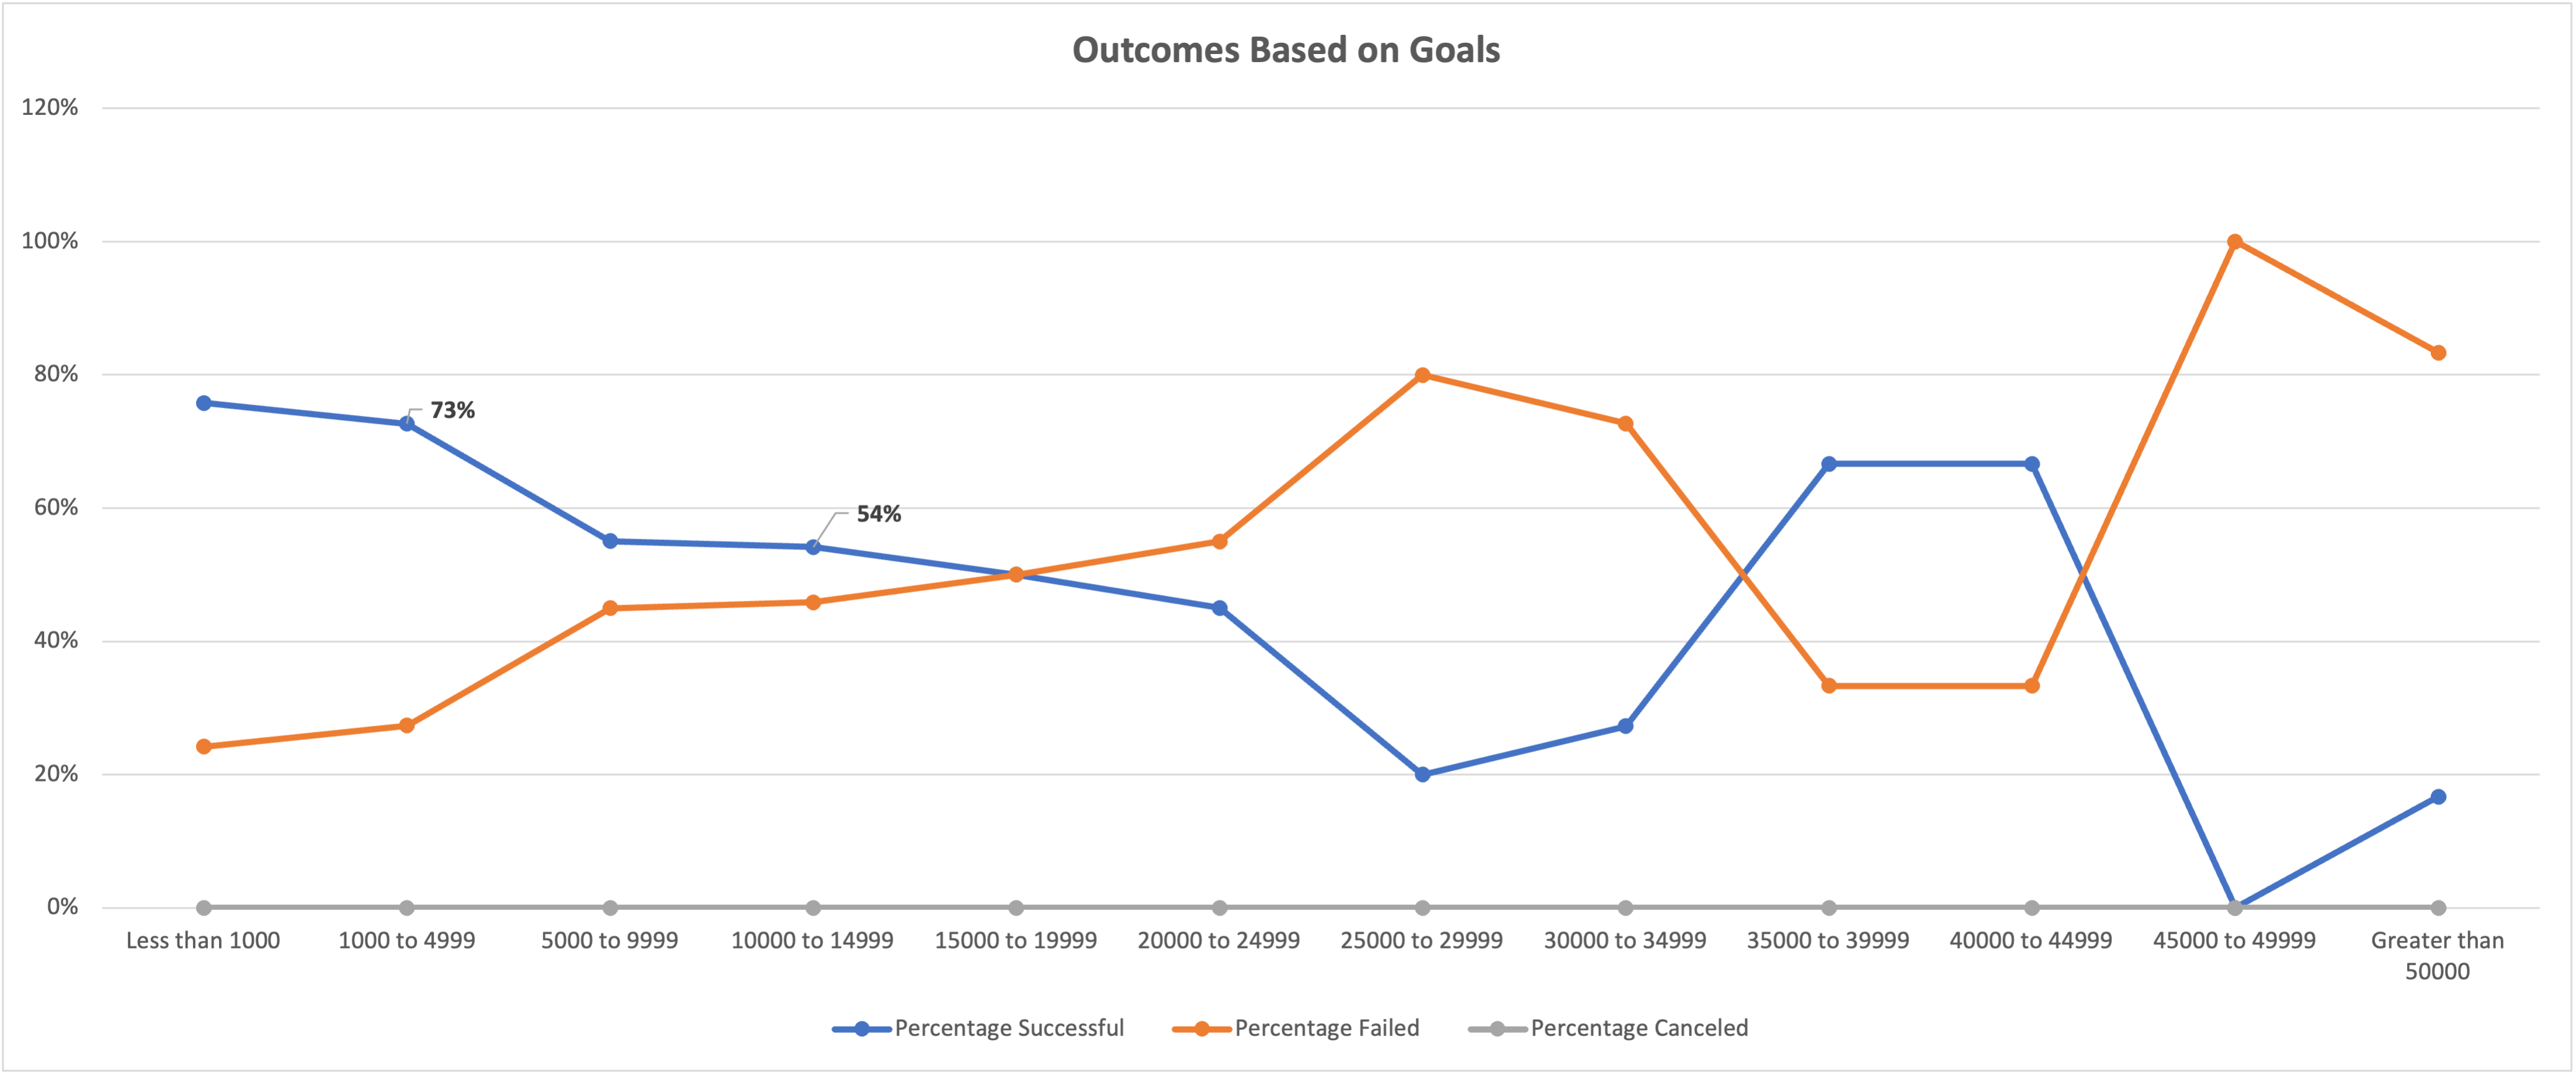 Outcomes Based on Goals
120%
100%
80%
60%
40%
20%
0%
73%
54%
Less than 1000
1000 to 4999
5000 to 9999
10000 to 14999
15000 to 19999
20000 to 24999
25000 to 29999
30000 to 34999
35000 to 39999
40000 to 44999
45000 to 49999
Greater than
50000
Percentage Successful
Percentage Failed
Percentage Canceled